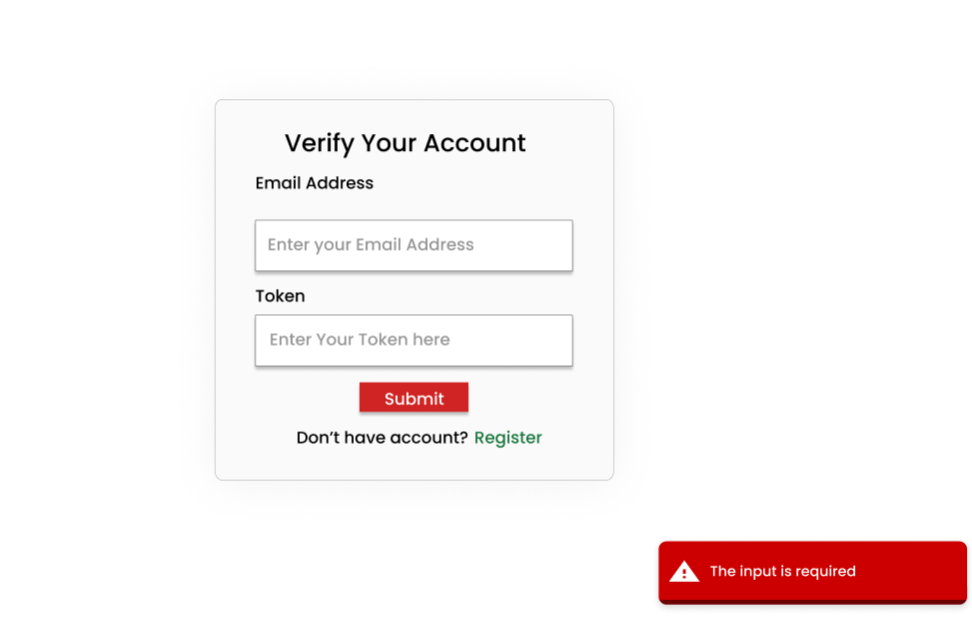 Verify Your Account
Email Address
Enter your Email Address
Token
Enter Your Token here
Submit
Don’t have account? Register
The input is required